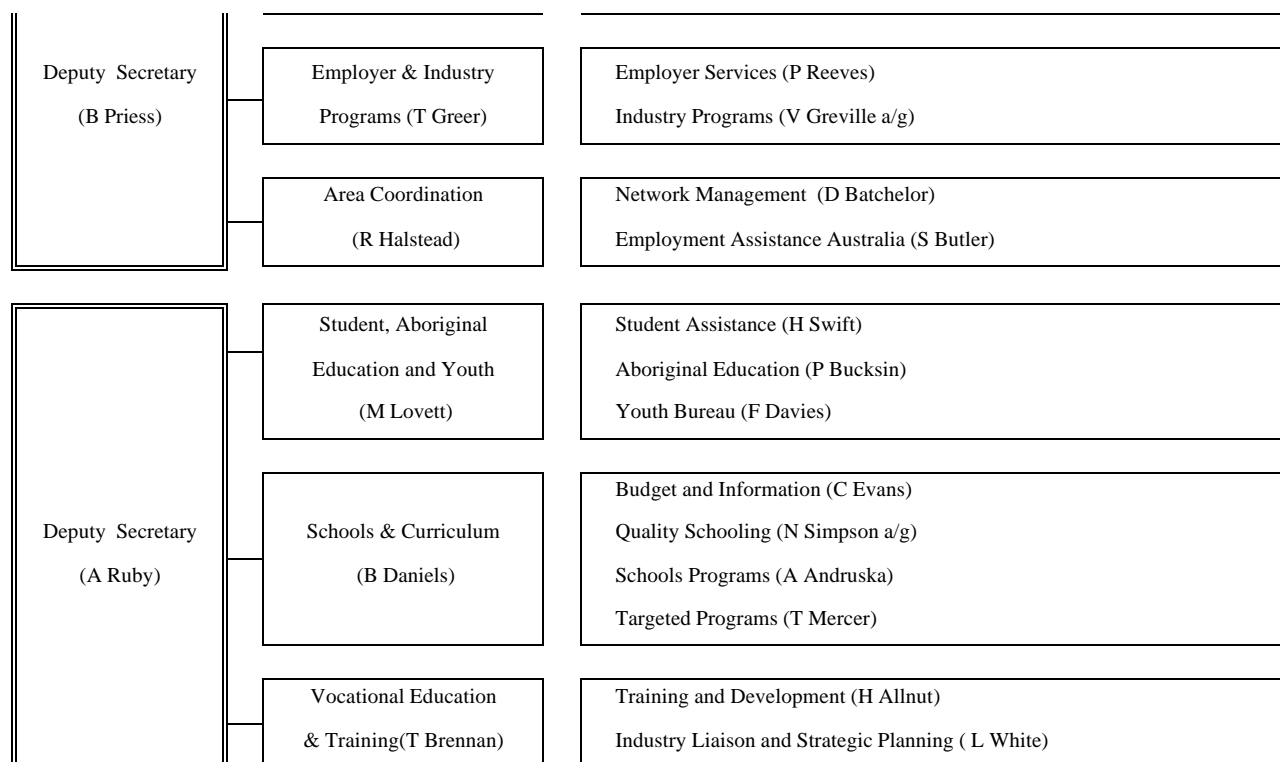 Deputy  Secretary
(B Priess)
Employer & Industry
Programs (T Greer)
Employer Services (P Reeves)
Industry Programs (V Greville a/g)
Area Coordination
(R Halstead)
Network Management  (D Batchelor)
Employment Assistance Australia (S Butler)
Deputy  Secretary
(A Ruby)
Student, Aboriginal
Education and Youth
(M Lovett)
Student Assistance (H Swift)
Aboriginal Education (P Bucksin)
Youth Bureau (F Davies)
Schools & Curriculum
(B Daniels)
Budget and Information (C Evans)
Quality Schooling (N Simpson a/g)
Schools Programs (A Andruska)
Targeted Programs (T Mercer)
Vocational Education
& Training(T Brennan)
Training and Development (H Allnut)
Industry Liaison and Strategic Planning ( L White)